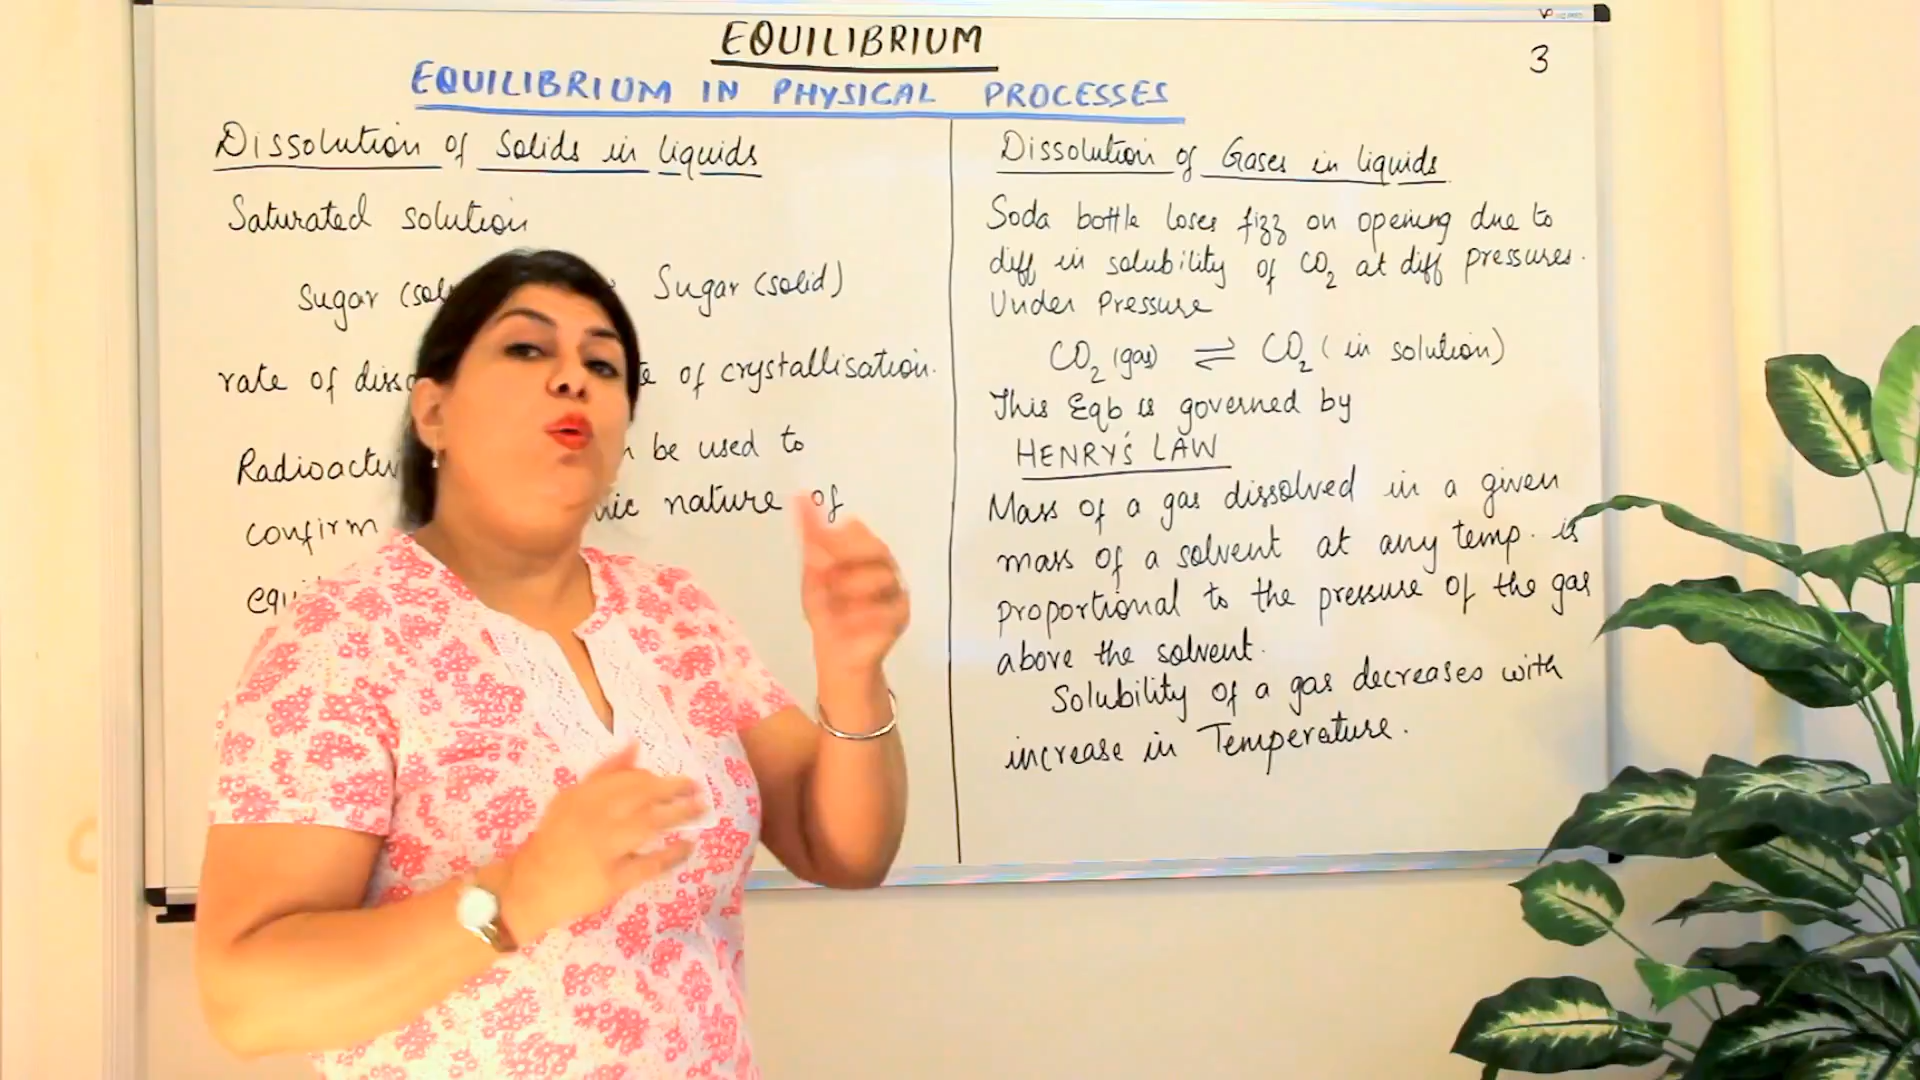 EQUILIBRIUM
3
EQUILIBRIUM IN PHYSICAL PROCESSES
Dissolution of Solids in liquids
Saturated solution
Sugar Sugar (solid)
rate of of crystallisation.
be used to
confirm nature of
Dissolution of Gases in liquids
Soda bottle loses fizz on opening due to
diff in solubility of CO2 at diff pressures.
Under Pressure
CO2 (gas) ⇌ CO2 (in solution)
This Eqb is governed by
HENRY'S LAW
Mass of a gas dissolved in a given
mass of a solvent at any temp. is
proportional to the pressure of the gas
above the solvent.
Solubility of a gas decreases with
increase in Temperature.